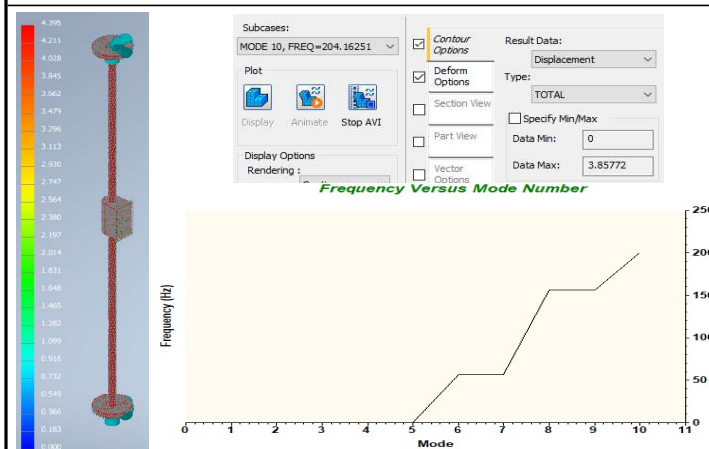 4.395
4.211
4.028
3.845
3.662
3.479
3.296
3.113
2.930
2.747
2.564
2.380
2.197
2.014
1.831
1.648
1.465
1.282
1.099
0.916
0.732
0.549
0.366
0.183
0.000
Subcases:
MODE 10, FREQ=204.16251
Plot
Display Animate Stop AVI
Display Options
Rendering :
Contour
Options
Deform
Options
Section View
Part View
Vector
Options
Result Data:
Displacement
Type:
TOTAL
Specify Min/Max
Data Min: 0
Data Max: 3.85772
Frequency Versus Mode Number
Frequency (Hz)
250
200
150
100
50
0
0 1 2 3 4 5 6 7 8 9 10 11
Mode